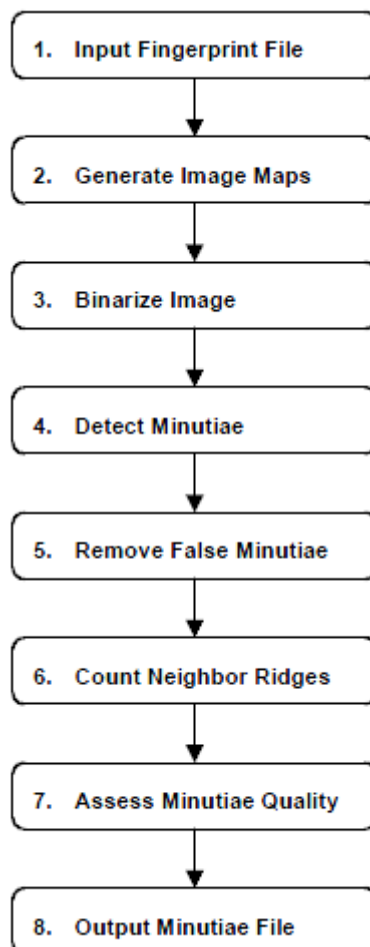 1. Input Fingerprint File
2. Generate Image Maps
3. Binarize Image
4. Detect Minutiae
5. Remove False Minutiae
6. Count Neighbor Ridges
7. Assess Minutiae Quality
8. Output Minutiae File